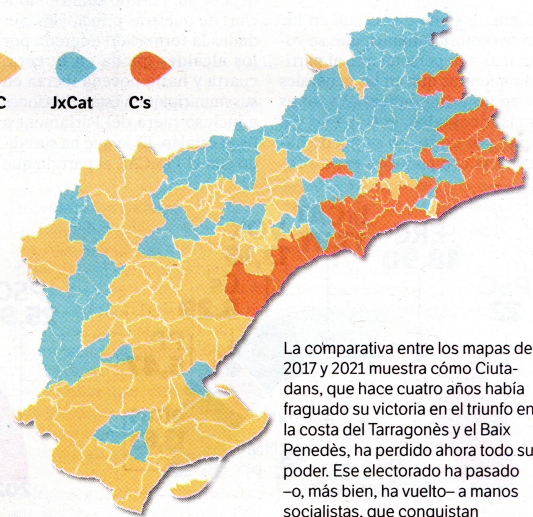 C JxCat C's
La comparativa entre los mapas de
2017 y 2021 muestra cómo Ciuta-
dans, que hace cuatro años había
fraguado su victoria en el triunfo en
la costa del Tarragonès y el Baix
Penedès, ha perdido ahora todo su
poder. Ese electorado ha pasado
–o, más bien, ha vuelto– a manos
socialistas, que conquistan